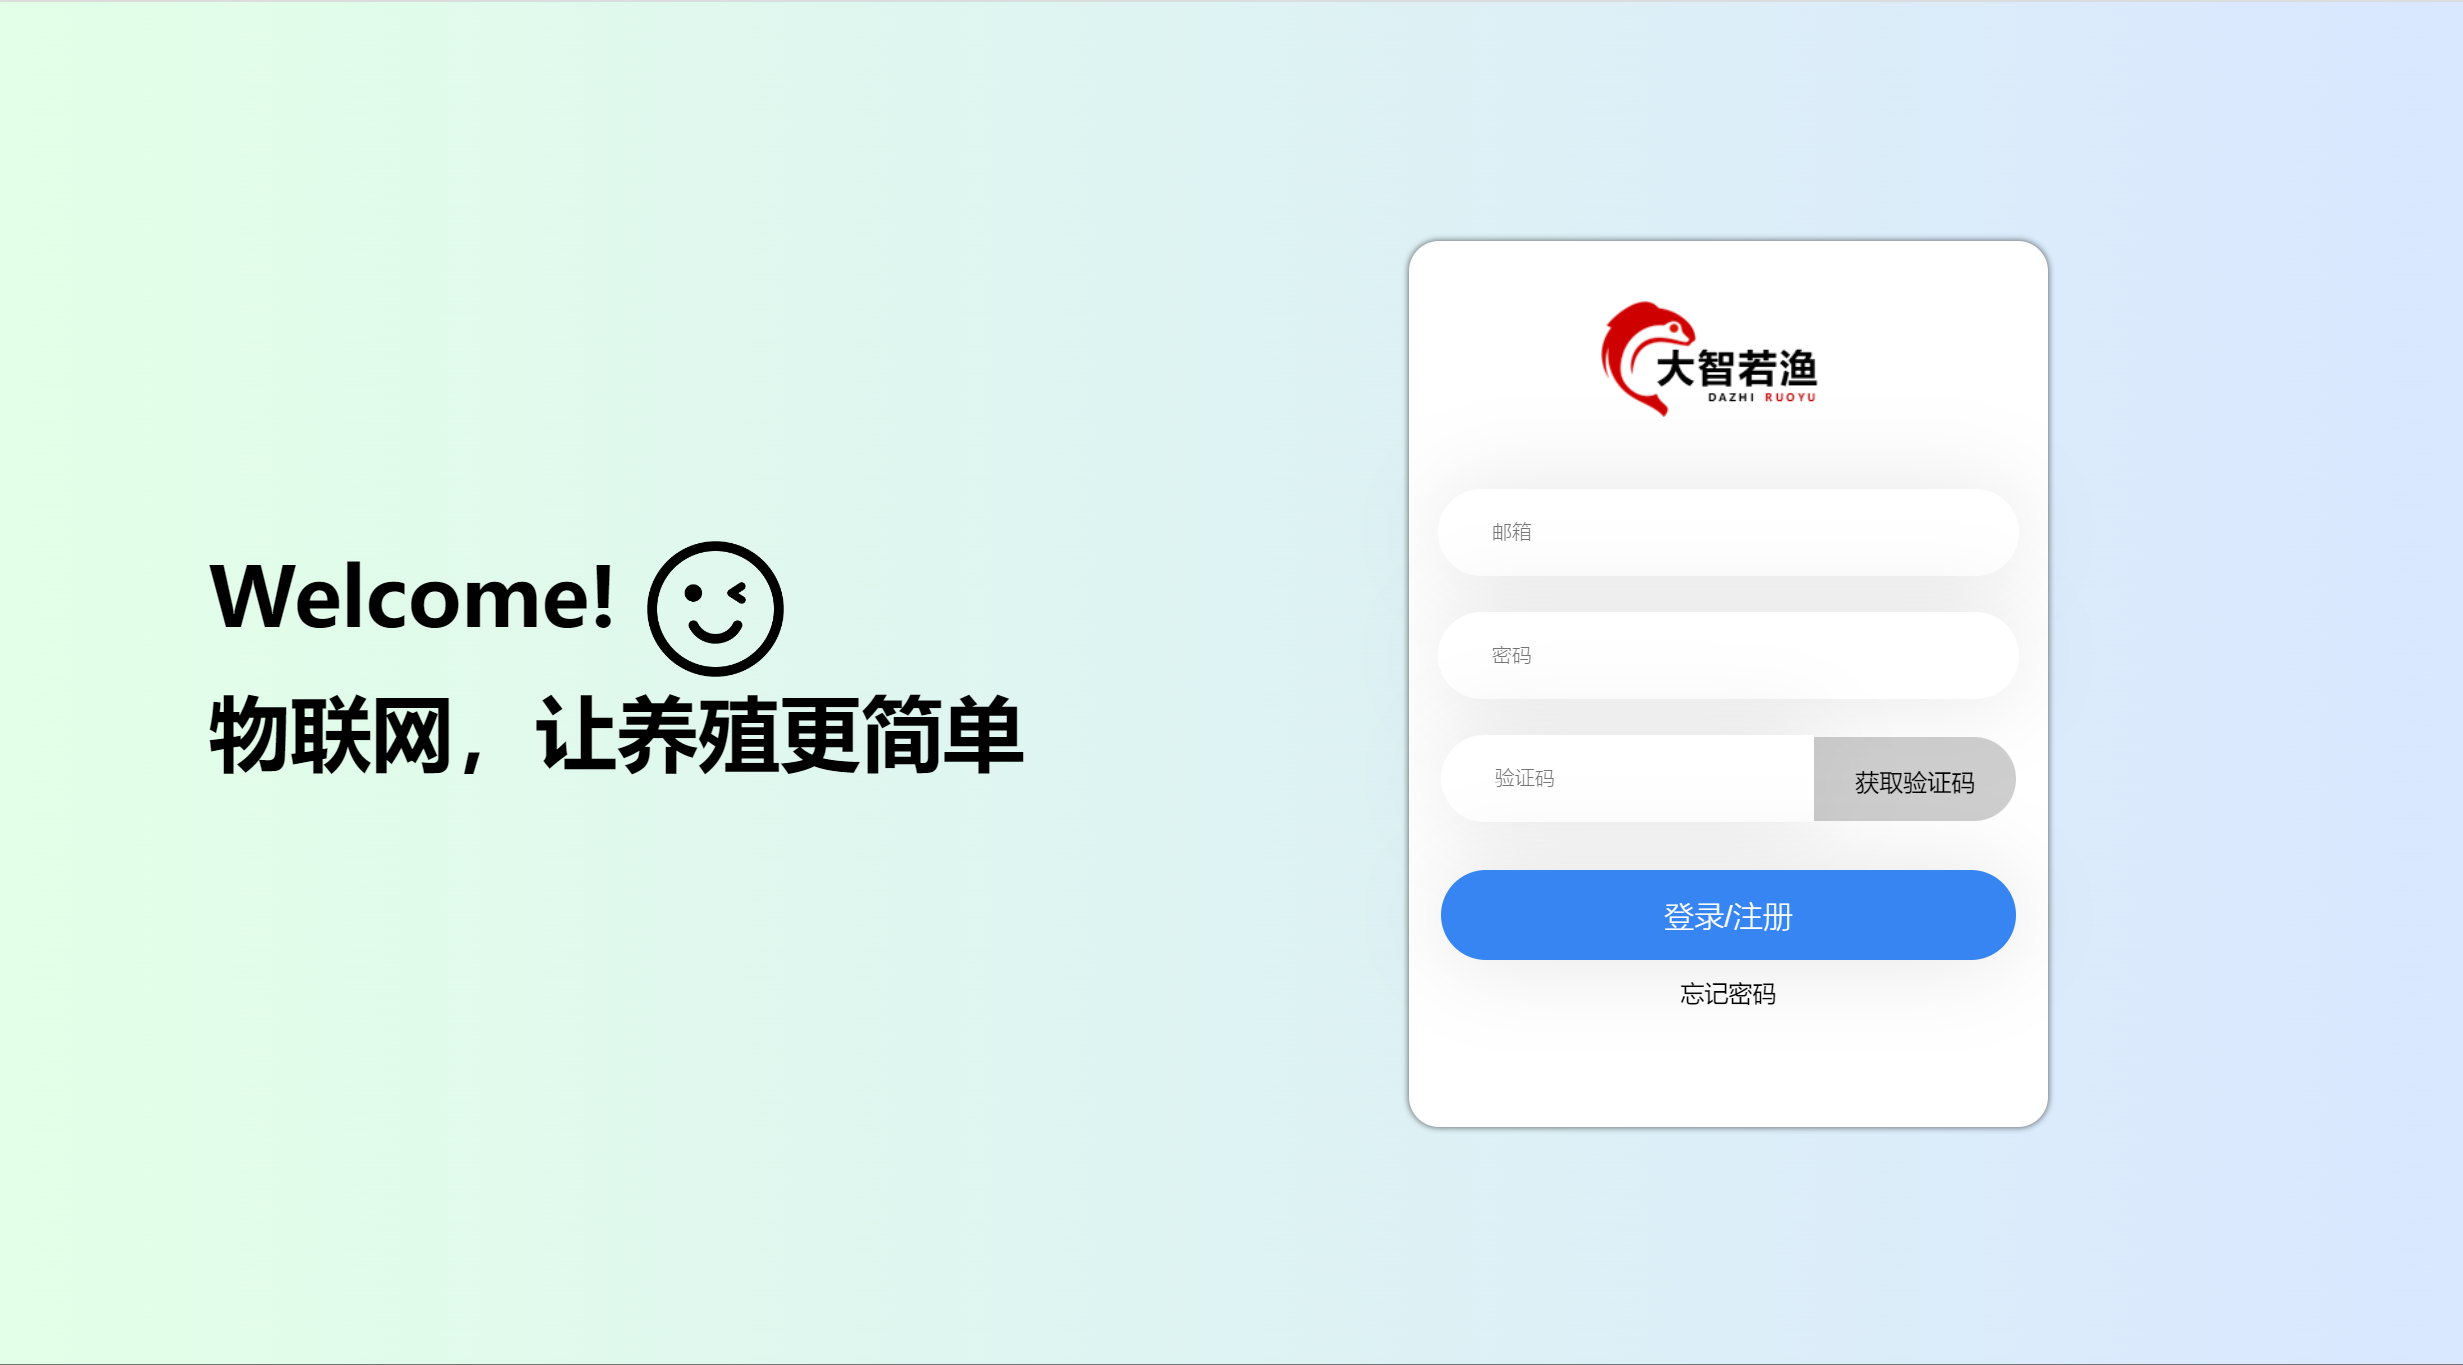 Welcome!
物联网，让养殖更简单
大智若渔
DAZHI RUOYU
邮箱
密码
验证码
获取验证码
登录/注册
忘记密码